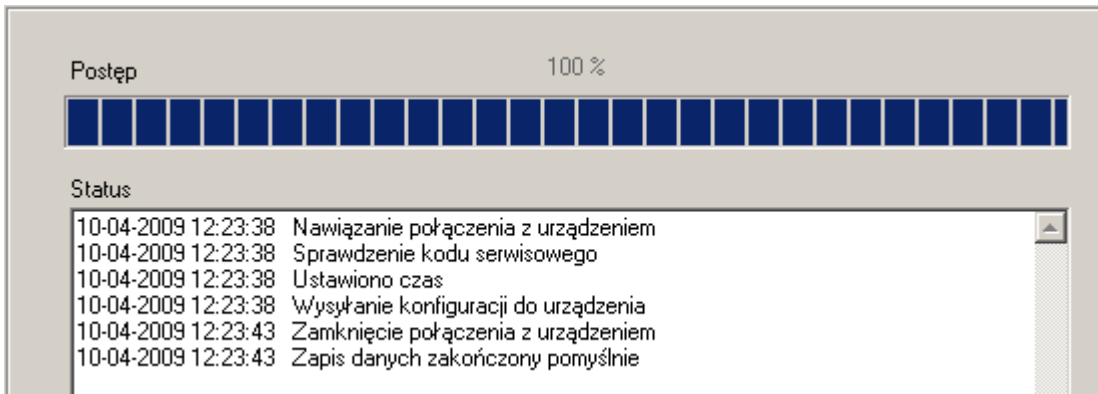 Postęp 100 %
Status
10-04-2009 12:23:38 Nawiązanie połączenia z urządzeniem
10-04-2009 12:23:38 Sprawdzenie kodu serwisowego
10-04-2009 12:23:38 Ustawiono czas
10-04-2009 12:23:38 Wysyłanie konfiguracji do urządzenia
10-04-2009 12:23:43 Zamknięcie połączenia z urządzeniem
10-04-2009 12:23:43 Zapis danych zakończony pomyślnie